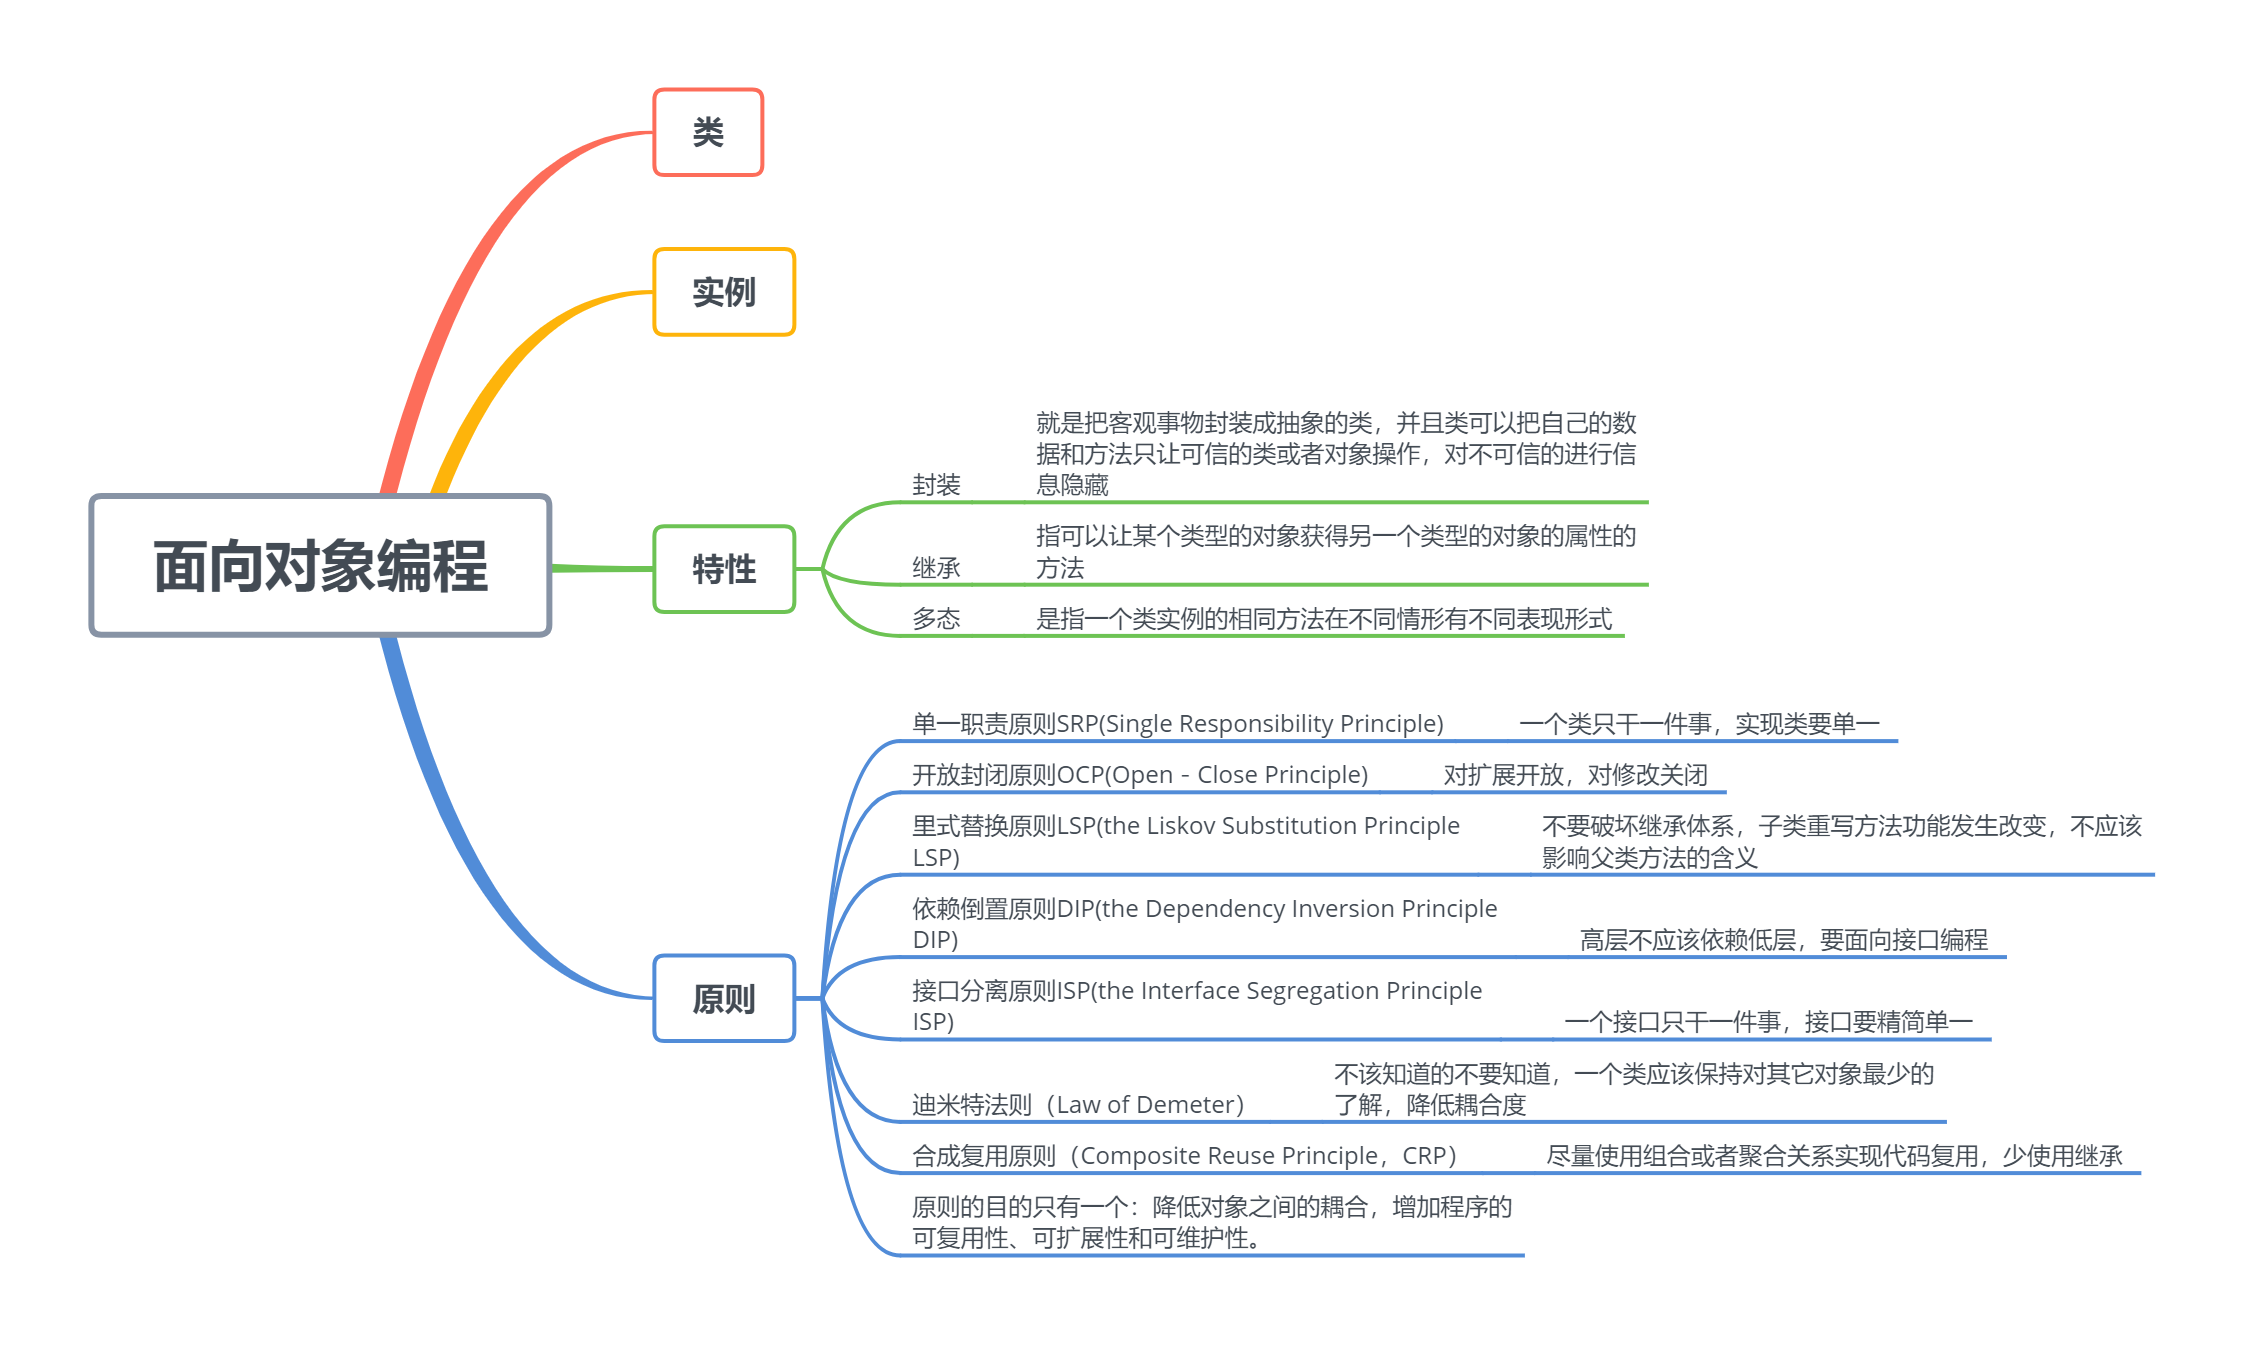 类
实例
面向对象编程
特性
封装
就是把客观事物封装成抽象的类，并且类可以把自己的数
据和方法只让可信的类或者对象操作，对不可信的进行信
息隐藏
继承
指可以让某个类型的对象获得另一个类型的对象的属性的
方法
多态
是指一个类实例的相同方法在不同情形有不同表现形式
原则
单一职责原则SRP(Single Responsibility Principle)
一个类只干一件事，实现类要单一
开放封闭原则OCP(Open - Close Principle)
对扩展开放，对修改关闭
里式替换原则LSP(the Liskov Substitution Principle
LSP)
不要破坏继承体系，子类重写方法功能发生改变，不应该
影响父类方法的含义
依赖倒置原则DIP(the Dependency Inversion Principle
DIP)
高层不应该依赖低层，要面向接口编程
接口分离原则ISP(the Interface Segregation Principle
ISP)
一个接口只干一件事，接口要精简单一
迪米特法则（Law of Demeter）
不该知道的不要知道，一个类应该保持对其它对象最少的
了解，降低耦合度
合成复用原则（Composite Reuse Principle，CRP）
尽量使用组合或者聚合关系实现代码复用，少使用继承
原则的目的只有一个：降低对象之间的耦合，增加程序的
可复用性、可扩展性和可维护性。